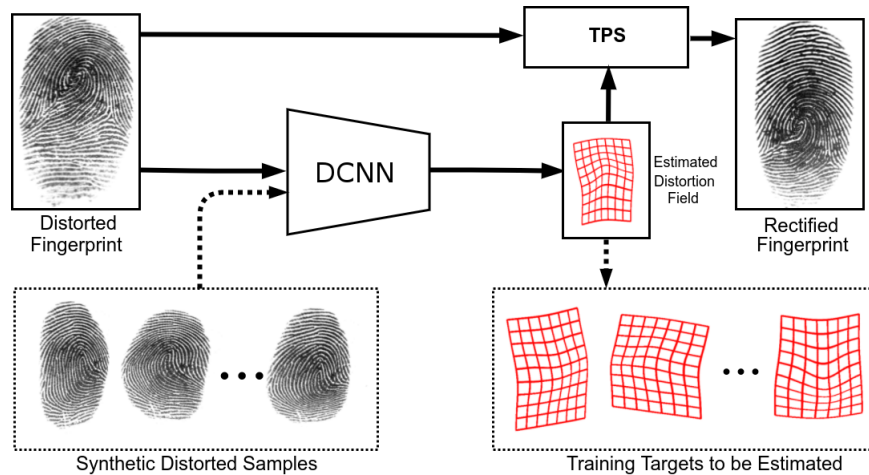 TPS
DCNN
Estimated
Distortion
Field
Distorted
Fingerprint
Rectified
Fingerprint
Synthetic Distorted Samples
Training Targets to be Estimated